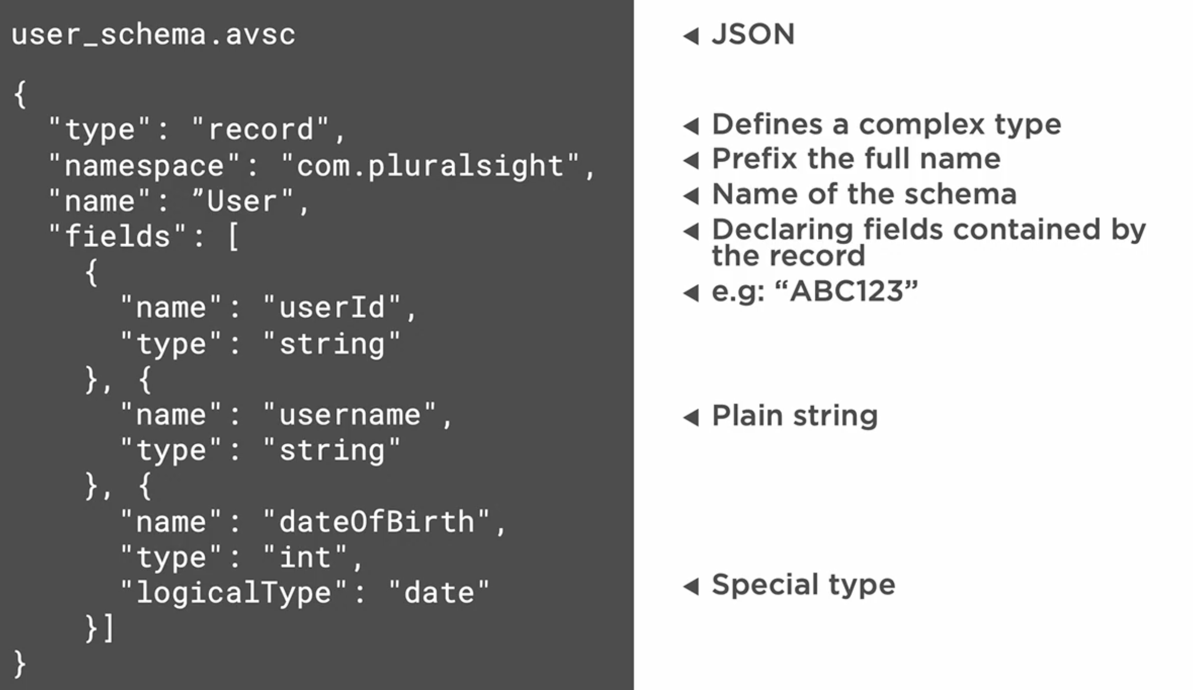 user_schema.avsc
{
"type": "record",
"namespace": "com.pluralsight",
"name": ”User",
"fields": [
{
"name": "userId",
"type": "string"
}, {
"name": "username",
"type": "string"
}, {
"name": "dateOfBirth",
"type": "int",
"logicalType": "date"
}]
}
◄ JSON
◄ Defines a complex type
◄ Prefix the full name
◄ Name of the schema
◄ Declaring fields contained by
the record
◄ e.g: “ABC123”
◄ Plain string
◄ Special type